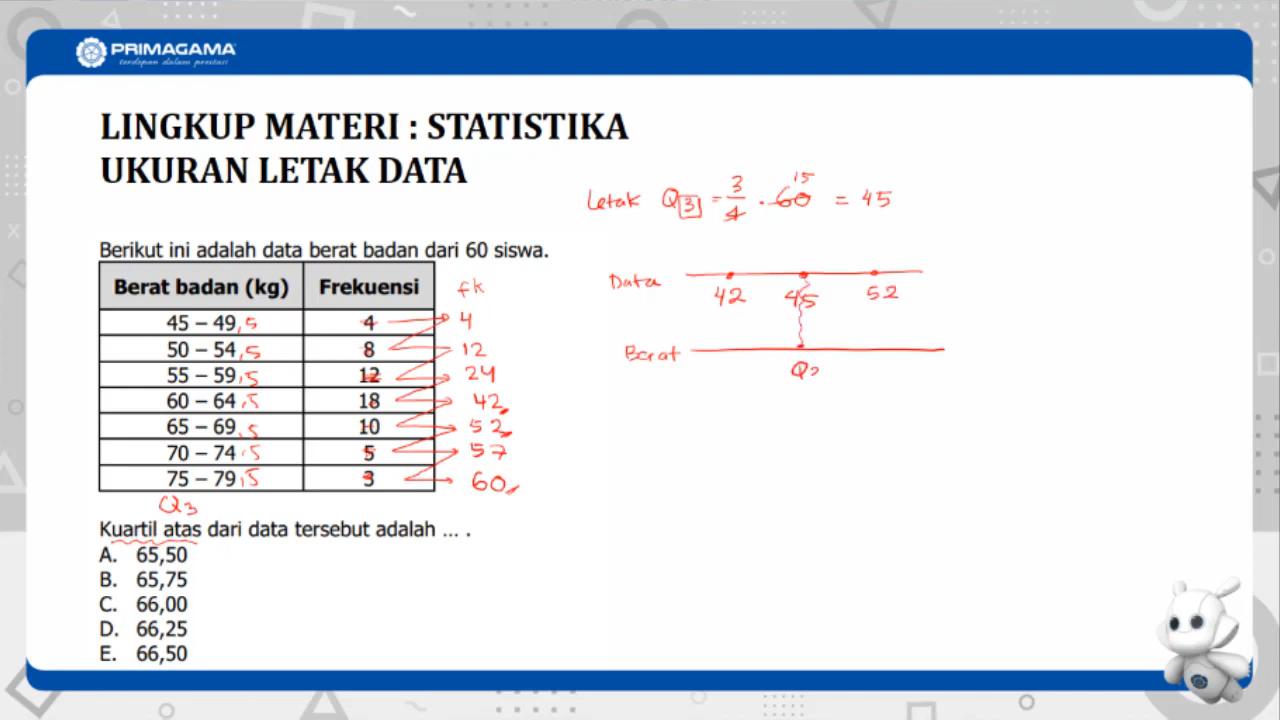 PRIMAGAMA
terdepan dalam prestasi
LINGKUP MATERI : STATISTIKA
UKURAN LETAK DATA
Letak Q3 = 3/4 . 60 15 = 45
Berikut ini adalah data berat badan dari 60 siswa.
Berat badan (kg) Frekuensi fk
45 – 49,5 4 4
50 – 54,5 8 12
55 – 59,5 12 24
60 – 64,5 18 42
65 – 69,5 10 52
70 – 74,5 5 57
75 – 79,5 3 60
Data
42 45 52
Berat
Q3
Q3
Kuartil atas dari data tersebut adalah ... .
A. 65,50
B. 65,75
C. 66,00
D. 66,25
E. 66,50